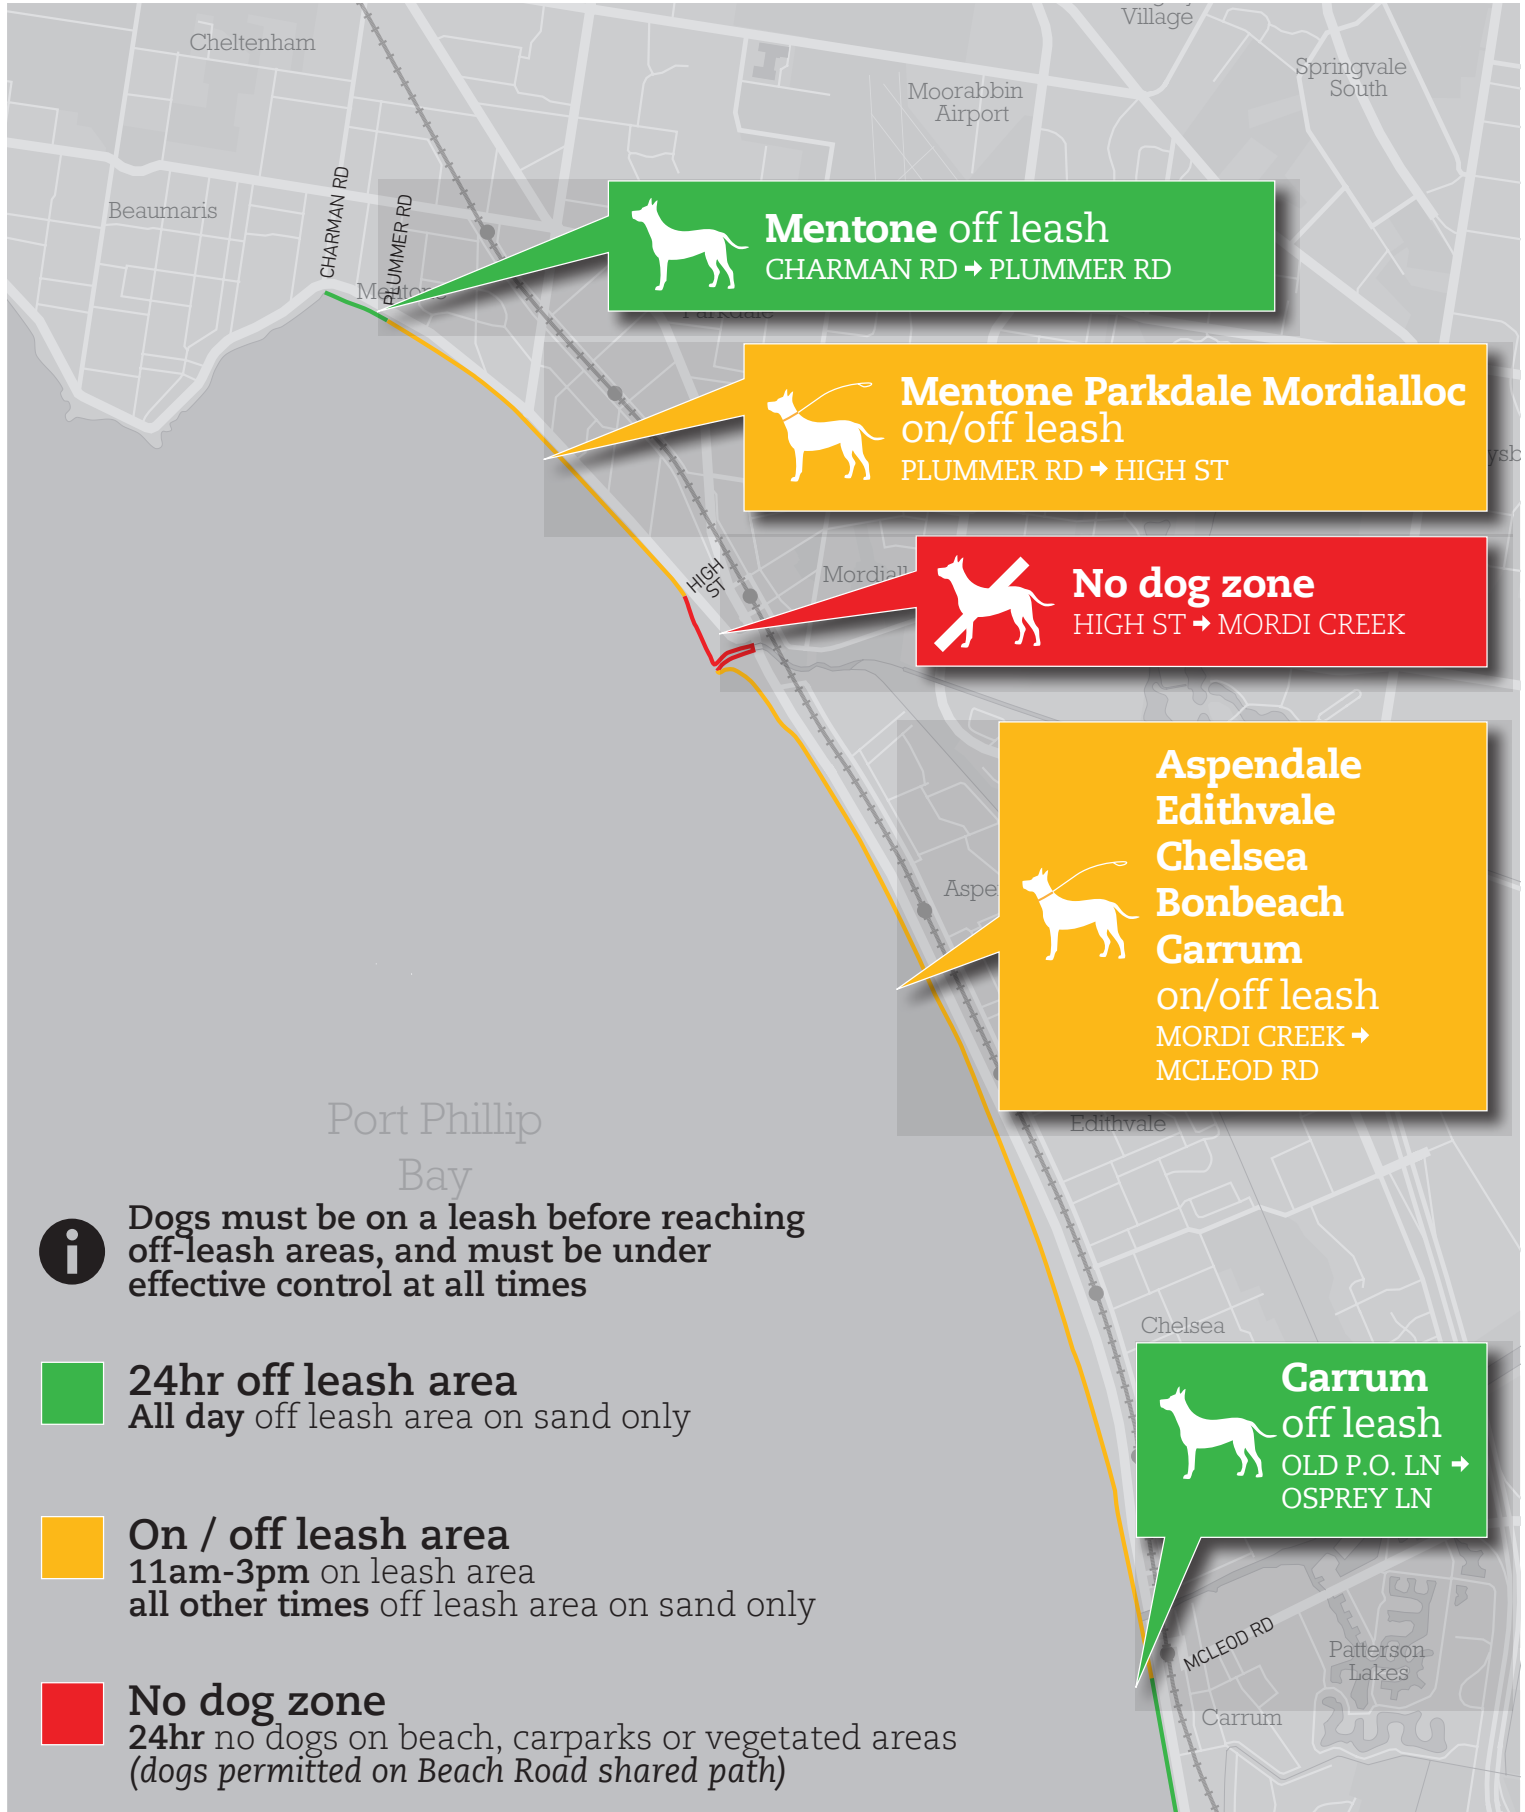 Village
Cheltenham
Springvale
South
Moorabbin
Airport
CHARMAN RD
PLUMMER RD
Beaumaris
Mentone off leash
CHARMAN RD → PLUMMER RD
Parkdale
Mentone Parkdale Mordialloc
on/off leash
PLUMMER RD → HIGH ST
HIGH
ST
No dog zone
HIGH ST → MORDI CREEK
Aspendale
Edithvale
Chelsea
Bonbeach
Carrum
on/off leash
MORDI CREEK →
MCLEOD RD
Edithvale
Port Phillip
Bay
Dogs must be on a leash before reaching
off-leash areas, and must be under
effective control at all times
Chelsea
Carrum
off leash
OLD P.O. LN →
OSPREY LN
24hr off leash area
All day off leash area on sand only
On / off leash area
11am-3pm on leash area
all other times off leash area on sand only
MCLEOD RD
Patterson
Lakes
Carrum
No dog zone
24hr no dogs on beach, carparks or vegetated areas
(dogs permitted on Beach Road shared path)